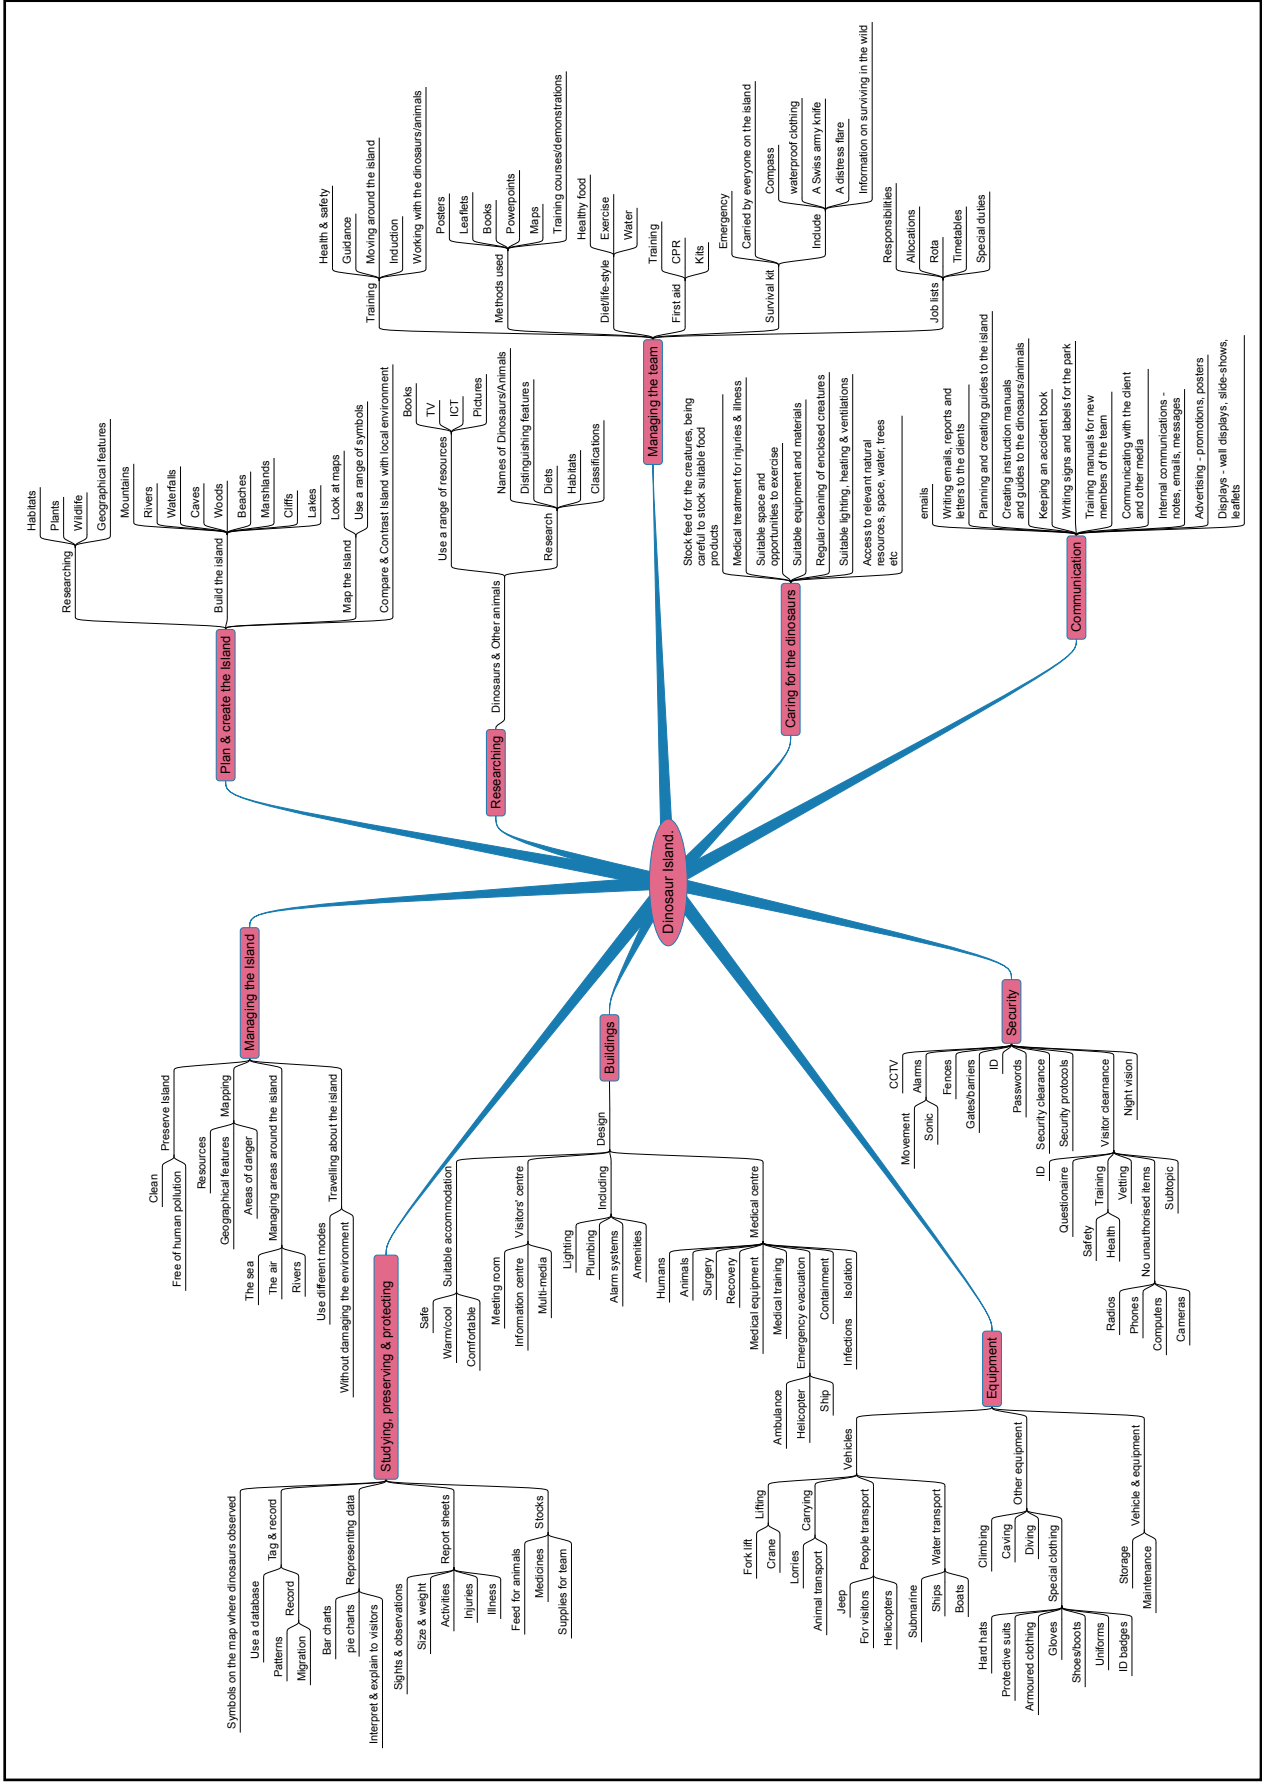 Dinosaur Island.
Plan & create the Island
Researching
Habitats
Plants
Wildlife
Geographical features
Build the island
Mountains
Rivers
Waterfalls
Caves
Woods
Beaches
Marshlands
Cliffs
Lakes
Map the Island
Look at maps
Use a range of symbols
Compare & Contrast Island with local environment
Researching
Dinosaurs & Other animals
Use a range of resources
Books
TV
ICT
Pictures
Research
Names of Dinosaurs/Animals
Distinguishing features
Diets
Habitats
Classifications
Managing the team
Training
Health & safety
Guidance
Moving around the island
Induction
Working with the dinosaurs/animals
Methods used
Posters
Leaflets
Books
Powerpoints
Maps
Training courses/demonstrations
Diet/life-style
Healthy food
Exercise
Water
First aid
Training
CPR
Kits
Survival kit
Emergency
Carried by everyone on the island
Include
Compass
waterproof clothing
A Swiss army knife
A distress flare
Information on surviving in the wild
Job lists
Responsibilities
Allocations
Rota
Timetables
Special duties
Caring for the dinosaurs
Stock feed for the creatures, being
careful to stock suitable food
products
Medical treatment for injuries & illness
Suitable space and
opportunities to exercise
Suitable equipment and materials
Regular cleaning of enclosed creatures
Suitable lighting, heating & ventilations
Access to relevant natural
resources, space, water, trees
etc
Communication
emails
Writing emails, reports and
letters to the clients
Planning and creating guides to the island
Creating instruction manuals
and guides to the dinosaurs/animals
Keeping an accident book
Writing signs and labels for the park
Training manuals for new
members of the team
Communicating with the client
and other media
Internal communications -
notes, emails, messages
Advertising - promotions, posters
Displays - wall displays, slide-shows,
leaflets
Managing the Island
Preserve Island
Clean
Free of human pollution
Mapping
Resources
Geographical features
Areas of danger
Managing areas around the island
The sea
The air
Rivers
Travelling about the island
Use different modes
Without damaging the environment
Studying, preserving & protecting
Symbols on the map where dinosaurs observed
Tag & record
Use a database
Record
Patterns
Migration
Representing data
Bar charts
pie charts
Interpret & explain to visitors
Report sheets
Sights & observations
Size & weight
Activities
Injuries
Illness
Stocks
Feed for animals
Medicines
Supplies for team
Buildings
Design
Suitable accommodation
Safe
Warm/cool
Comfortable
Visitors' centre
Meeting room
Information centre
Multi-media
Including
Lighting
Plumbing
Alarm systems
Amenities
Medical centre
Humans
Animals
Surgery
Recovery
Medical equipment
Medical training
Emergency evacuation
Ambulance
Helicopter
Ship
Containment
Isolation
Infections
Equipment
Vehicles
Lifting
Fork lift
Crane
Carrying
Lorries
Animal transport
People transport
Jeep
For visitors
Helicopters
Water transport
Submarine
Ships
Boats
Other equipment
Climbing
Caving
Diving
Special clothing
Hard hats
Protective suits
Armoured clothing
Gloves
Shoes/boots
Uniforms
ID badges
Vehicle & equipment
Storage
Maintenance
Security
CCTV
Alarms
Movement
Sonic
Fences
Gates/barriers
ID
Passwords
Security clearance
Security protocols
Visitor clearnance
ID
Questionairre
Training
Safety
Health
Vetting
No unauthorised items
Radios
Phones
Computers
Cameras
Subtopic
Night vision